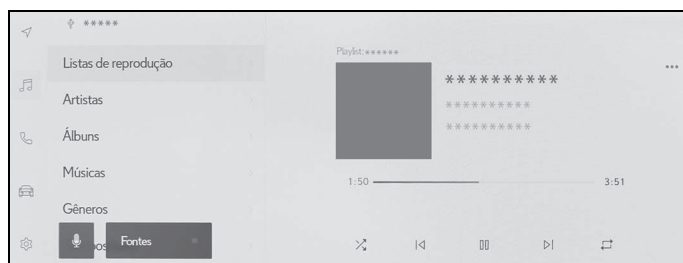 *****
Listas de reprodução
Artistas
Álbuns
Músicas
Gêneros
Fontes
Playlist:******
**********
**********
**********
1:50
3:51